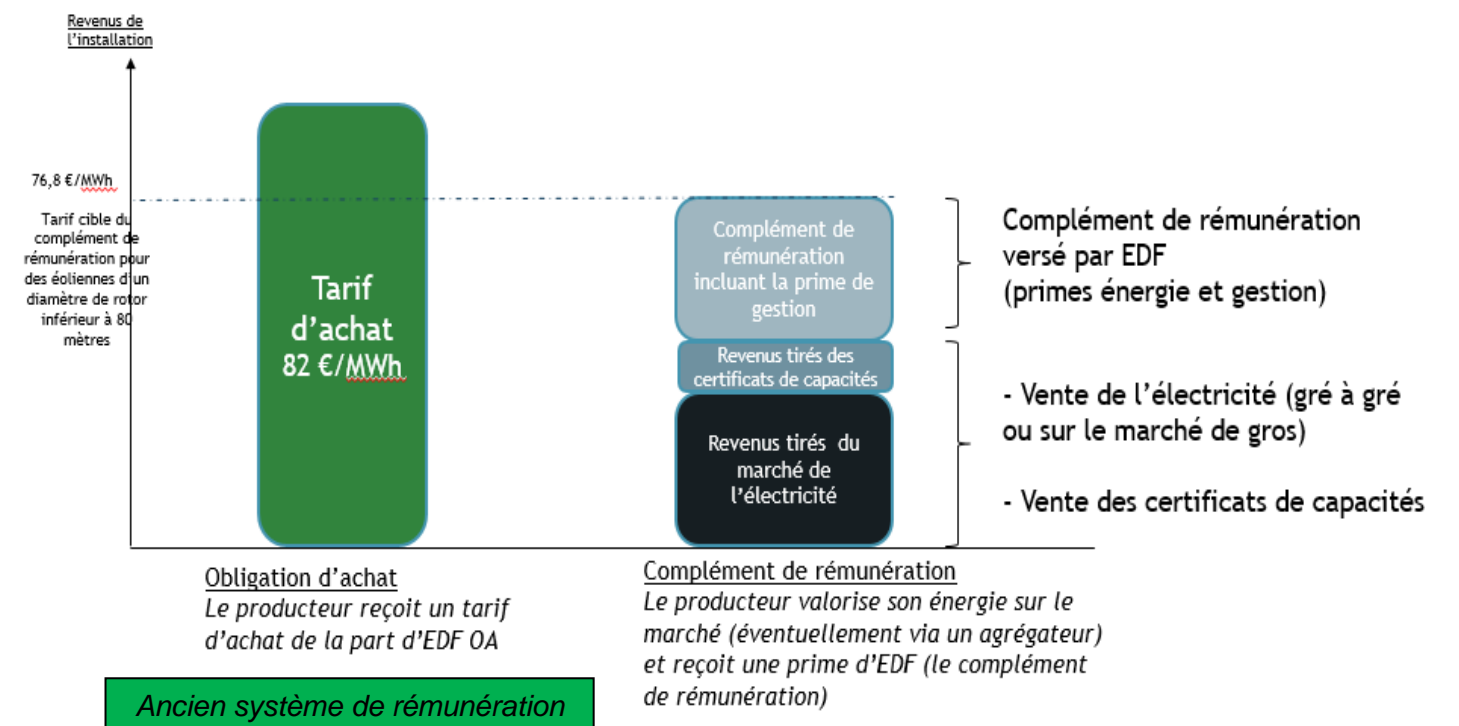 Revenus de
l'installation
76,8 €/MWh
Tarif cible du
complément de
rémunération pour
des éoliennes d'un
diamètre de rotor
inférieur à 80
mètres
Tarif
d'achat
82 €/MWh
Complément de
rémunération
incluant la prime de
gestion
Revenus tirés des
certificats de capacités
Revenus tirés du
marché de
l'électricité
Complément de rémunération
versé par EDF
(primes énergie et gestion)
- Vente de l'électricité (gré à gré
ou sur le marché de gros)
- Vente des certificats de capacités
Obligation d'achat
Le producteur reçoit un tarif
d'achat de la part d'EDF OA
Complément de rémunération
Le producteur valorise son énergie sur le
marché (éventuellement via un agrégateur)
et reçoit une prime d'EDF (le complément
de rémunération)
Ancien système de rémunération